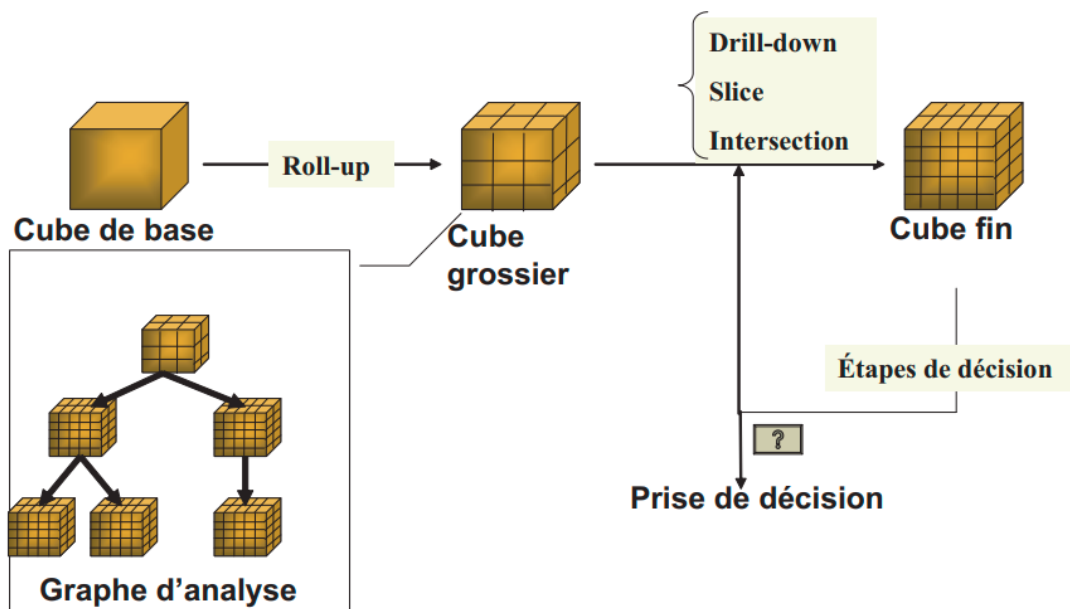 Drill-down
Slice
Intersection
Roll-up
Cube de base
Cube
grossier
Cube fin
Étapes de décision
?
Prise de décision
Graphe d’analyse